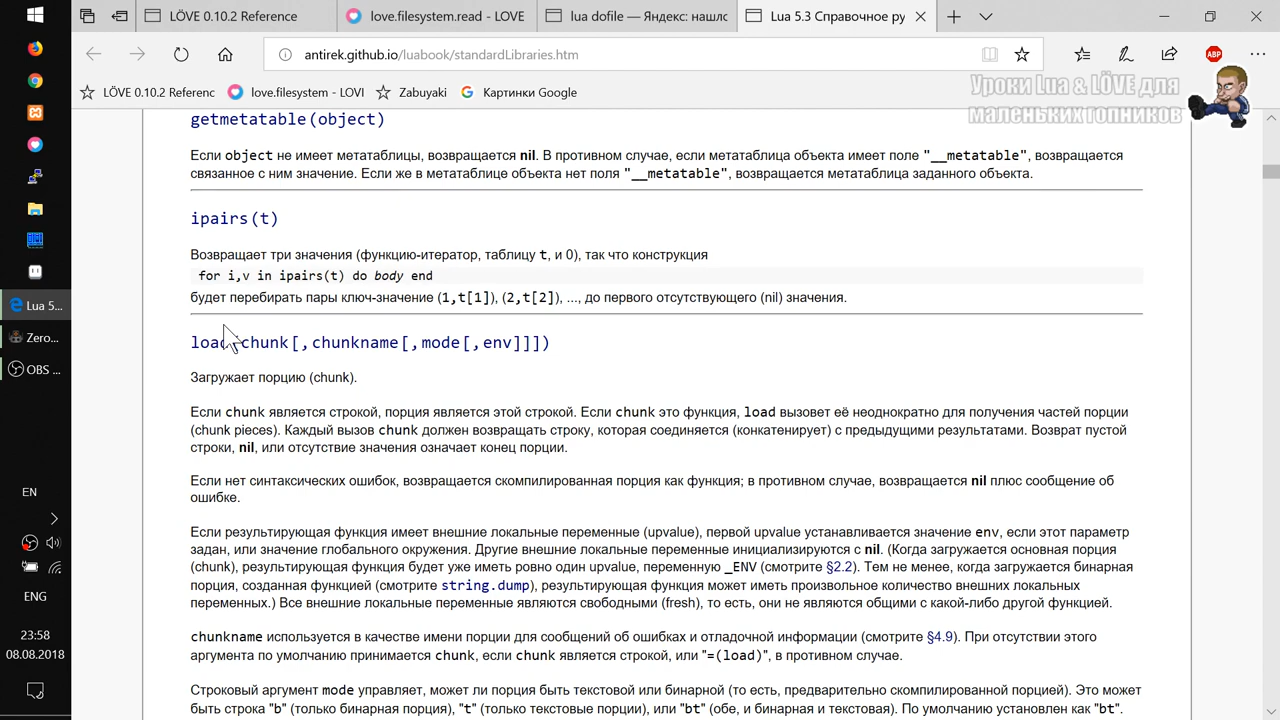 LÖVE 0.10.2 Reference
love.filesystem.read - LOVE
lua dofile — Яндекс: нашлс
Lua 5.3 Справочное ру
antirek.github.io/luabook/standardLibraries.htm
ABP
LÖVE 0.10.2 Referenc
love.filesystem - LOVI
Zabuyaki
Картинки Google
Уроки Lua & LÖVE для
маленьких гопников
getmetatable(object)
Если object не имеет метатаблицы, возвращается nil. В противном случае, если метатаблица объекта имеет поле "__metatable", возвращается
связанное с ним значение. Если же в метатаблице объекта нет поля "__metatable", возвращается метатаблица заданного объекта.
ipairs(t)
Возвращает три значения (функцию-итератор, таблицу t, и 0), так что конструкция
for i,v in ipairs(t) do body end
будет перебирать пары ключ-значение (1,t[1]), (2,t[2]), ..., до первого отсутствующего (nil) значения.
load(chunk[,chunkname[,mode[,env]]])
Загружает порцию (chunk).
Если chunk является строкой, порция является этой строкой. Если chunk это функция, load вызовет её неоднократно для получения частей порции
(chunk pieces). Каждый вызов chunk должен возвращать строку, которая соединяется (конкатенирует) с предыдущими результатами. Возврат пустой
строки, nil, или отсутствие значения означает конец порции.
Если нет синтаксических ошибок, возвращается скомпилированная порция как функция; в противном случае, возвращается nil плюс сообщение об
ошибке.
Если результирующая функция имеет внешние локальные переменные (upvalue), первой upvalue устанавливается значение env, если этот параметр
задан, или значение глобального окружения. Другие внешние локальные переменные инициализируются с nil. (Когда загружается основная порция
(chunk), результирующая функция будет уже иметь ровно один upvalue, переменную _ENV (смотрите §2.2). Тем не менее, когда загружается бинарная
порция, созданная функцией (смотрите string.dump), результирующая функция может иметь произвольное количество внешних локальных
переменных.) Все внешние локальные переменные являются свободными (fresh), то есть, они не являются общими с какой-либо другой функцией.
chunkname используется в качестве имени порции для сообщений об ошибках и отладочной информации (смотрите §4.9). При отсутствии этого
аргумента по умолчанию принимается chunk, если chunk является строкой, или "=(load)", в противном случае.
Строковый аргумент mode управляет, может ли порция быть текстовой или бинарной (то есть, предварительно скомпилированной порцией). Это может
быть строка "b" (только бинарная порция), "t" (только текстовые порции), или "bt" (обе, и бинарная и текстовая). По умолчанию установлен как "bt".
Lua 5...
Zero...
OBS ...
EN
ENG
23:58
08.08.2018